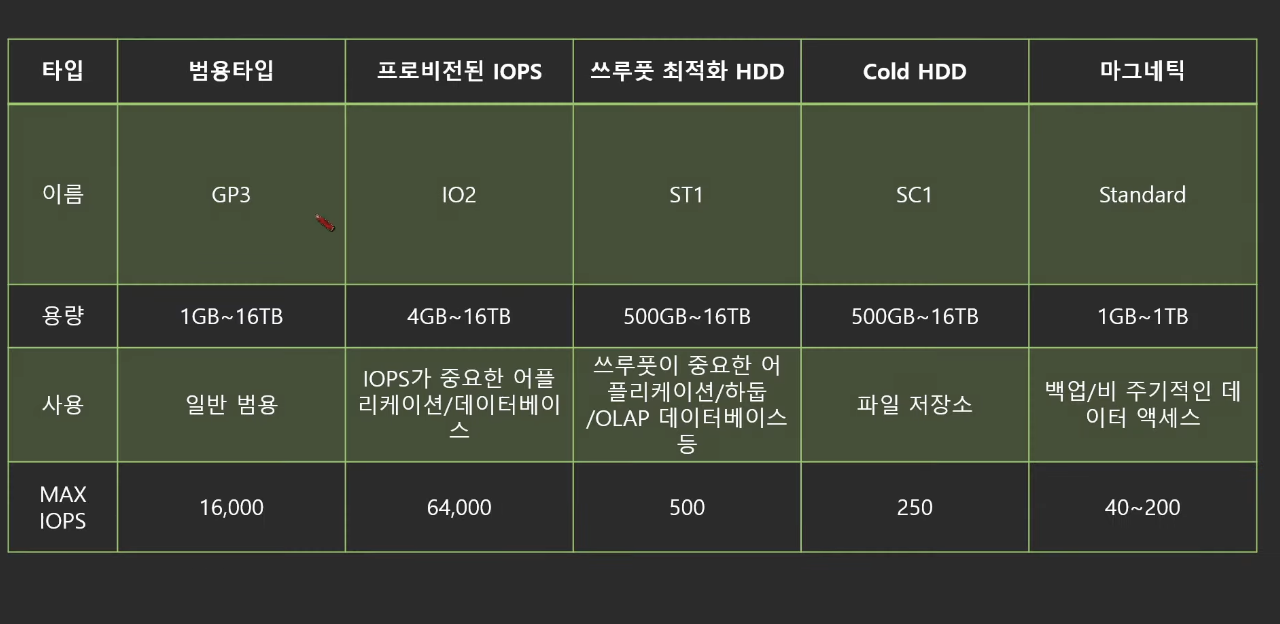 타입 범용타입 프로비전된 IOPS 쓰루풋 최적화 HDD Cold HDD 마그네틱
이름 GP3 IO2 ST1 SC1 Standard
용량 1GB~16TB 4GB~16TB 500GB~16TB 500GB~16TB 1GB~1TB
사용
일반 범용
IOPS가 중요한 어플
리케이션/데이터베이
스
쓰루풋이 중요한 어
플리케이션/하둡
/OLAP 데이터베이스
등
파일 저장소
백업/비 주기적인 데
이터 액세스
MAX
IOPS
16,000 64,000 500 250 40~200